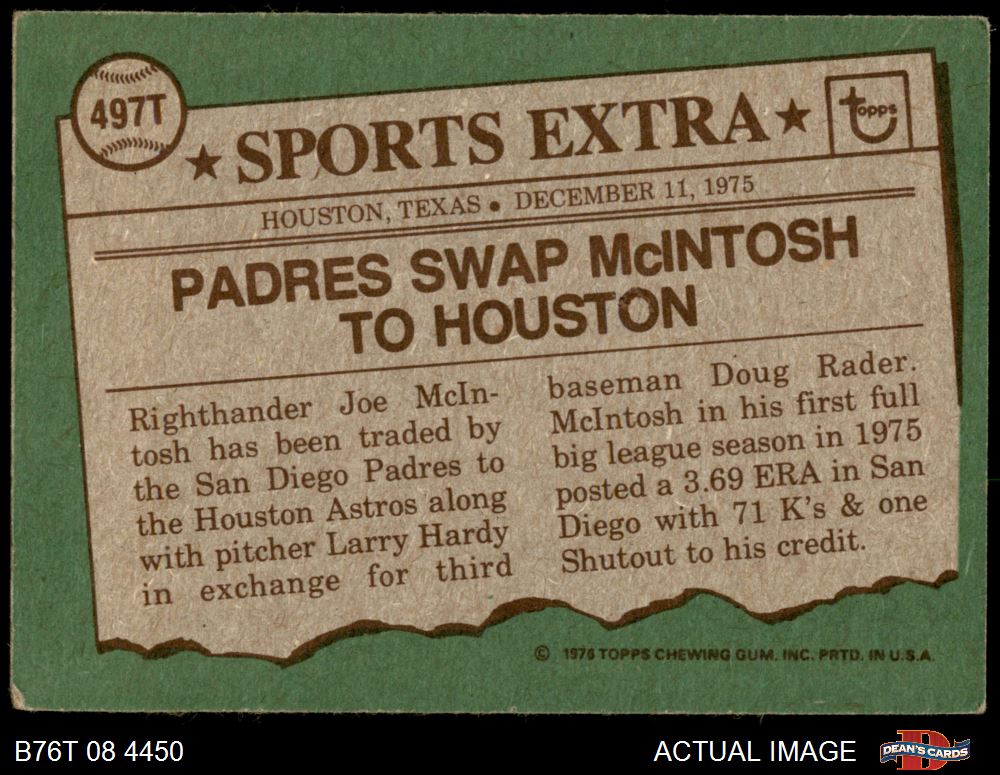 497T
★ SPORTS EXTRA ★
topps
HOUSTON, TEXAS • DECEMBER 11, 1975
PADRES SWAP McINTOSH
TO HOUSTON
Righthander Joe McIn-
tosh has been traded by
the San Diego Padres to
the Houston Astros along
with pitcher Larry Hardy
in exchange for third
baseman Doug Rader.
McIntosh in his first full
big league season in 1975
posted a 3.69 ERA in San
Diego with 71 K's & one
Shutout to his credit.
© 1976 TOPPS CHEWING GUM, INC. PRTD. IN U.S.A.
B76T 08 4450
ACTUAL IMAGE
DEAN'S CARDS